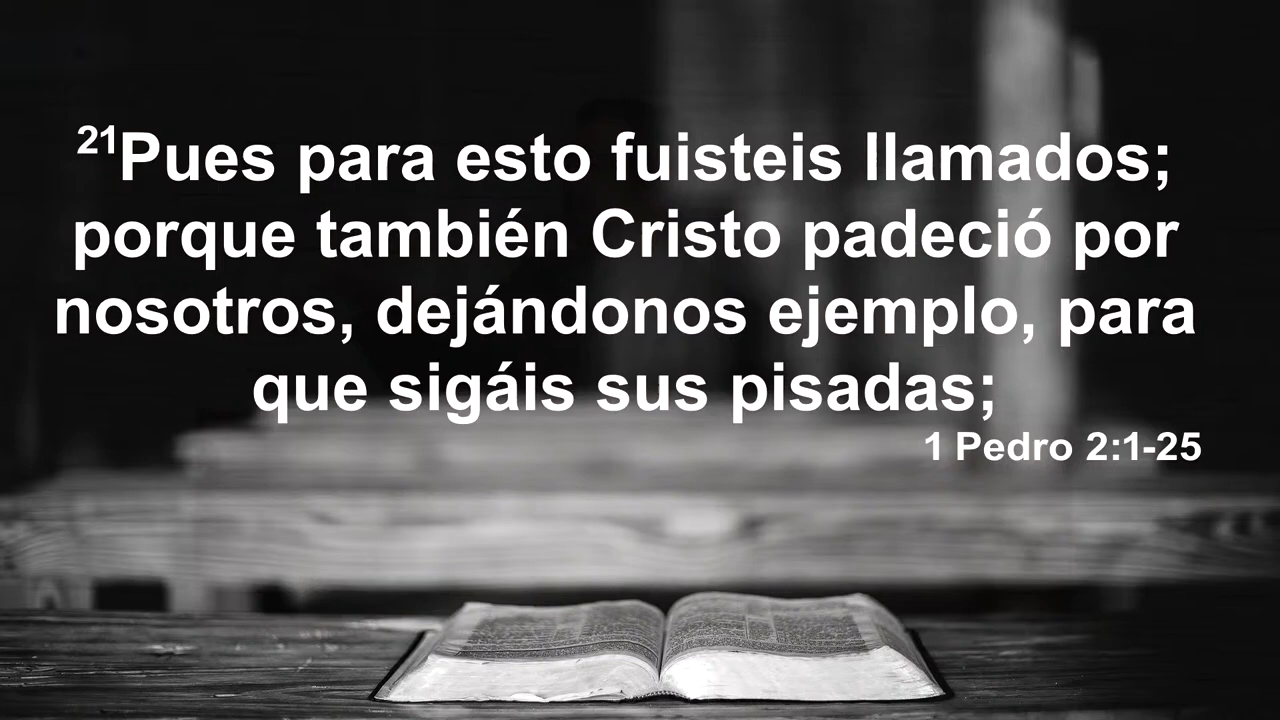 21Pues para esto fuisteis llamados;
porque también Cristo padeció por
nosotros, dejándonos ejemplo, para
que sigáis sus pisadas;
1 Pedro 2:1-25